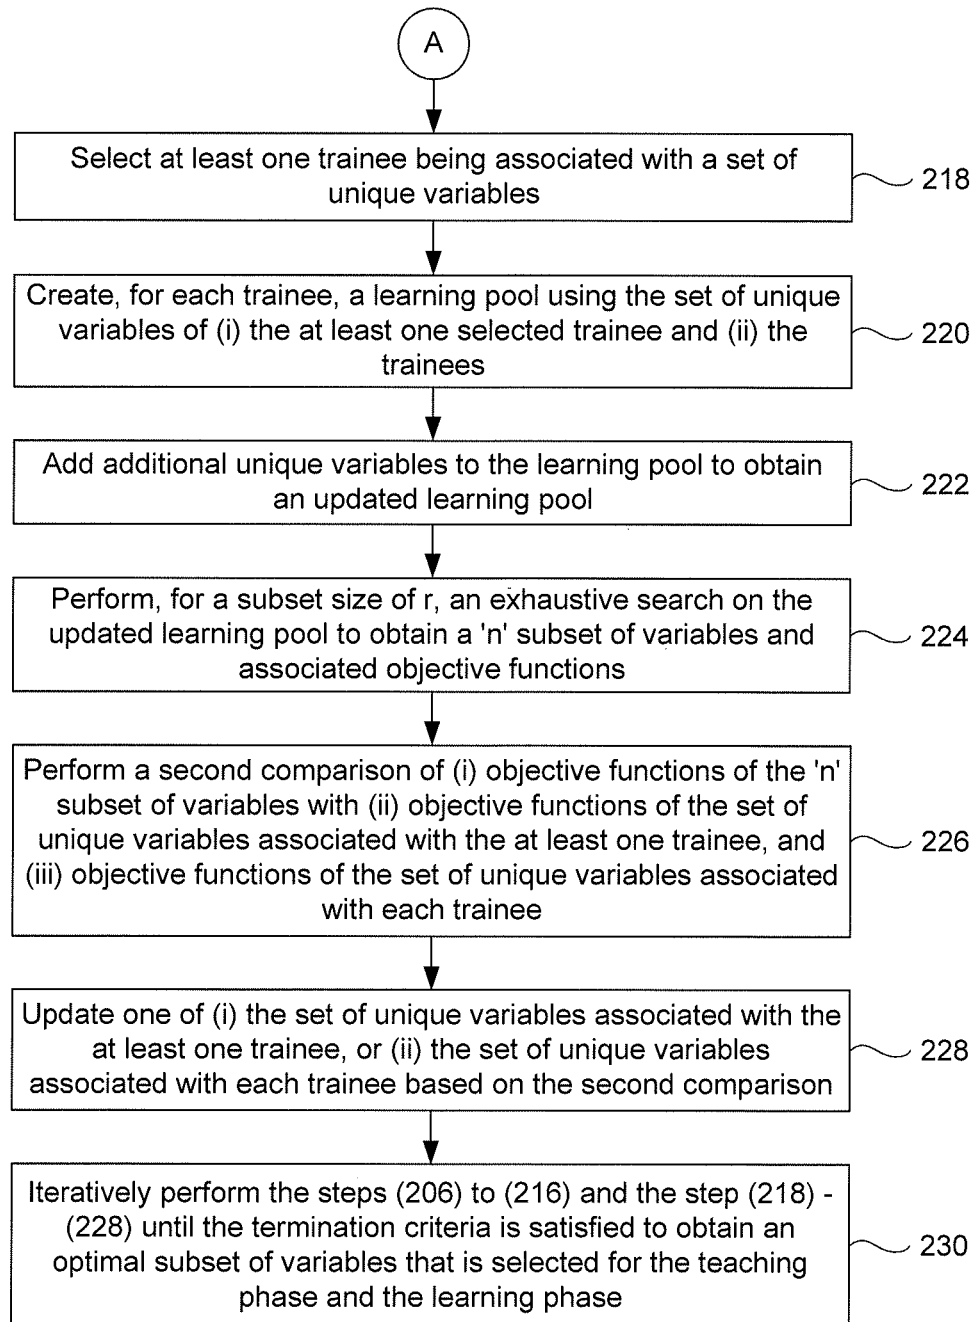 A
Select at least one trainee being associated with a set of
unique variables
218
Create, for each trainee, a learning pool using the set of unique
variables of (i) the at least one selected trainee and (ii) the
trainees
220
Add additional unique variables to the learning pool to obtain
an updated learning pool
222
Perform, for a subset size of r, an exhaustive search on the
updated learning pool to obtain a 'n' subset of variables and
associated objective functions
224
Perform a second comparison of (i) objective functions of the 'n'
subset of variables with (ii) objective functions of the set of
unique variables associated with the at least one trainee, and
(iii) objective functions of the set of unique variables associated
with each trainee
226
Update one of (i) the set of unique variables associated with the
at least one trainee, or (ii) the set of unique variables
associated with each trainee based on the second comparison
228
Iteratively perform the steps (206) to (216) and the step (218) -
(228) until the termination criteria is satisfied to obtain an
optimal subset of variables that is selected for the teaching
phase and the learning phase
230